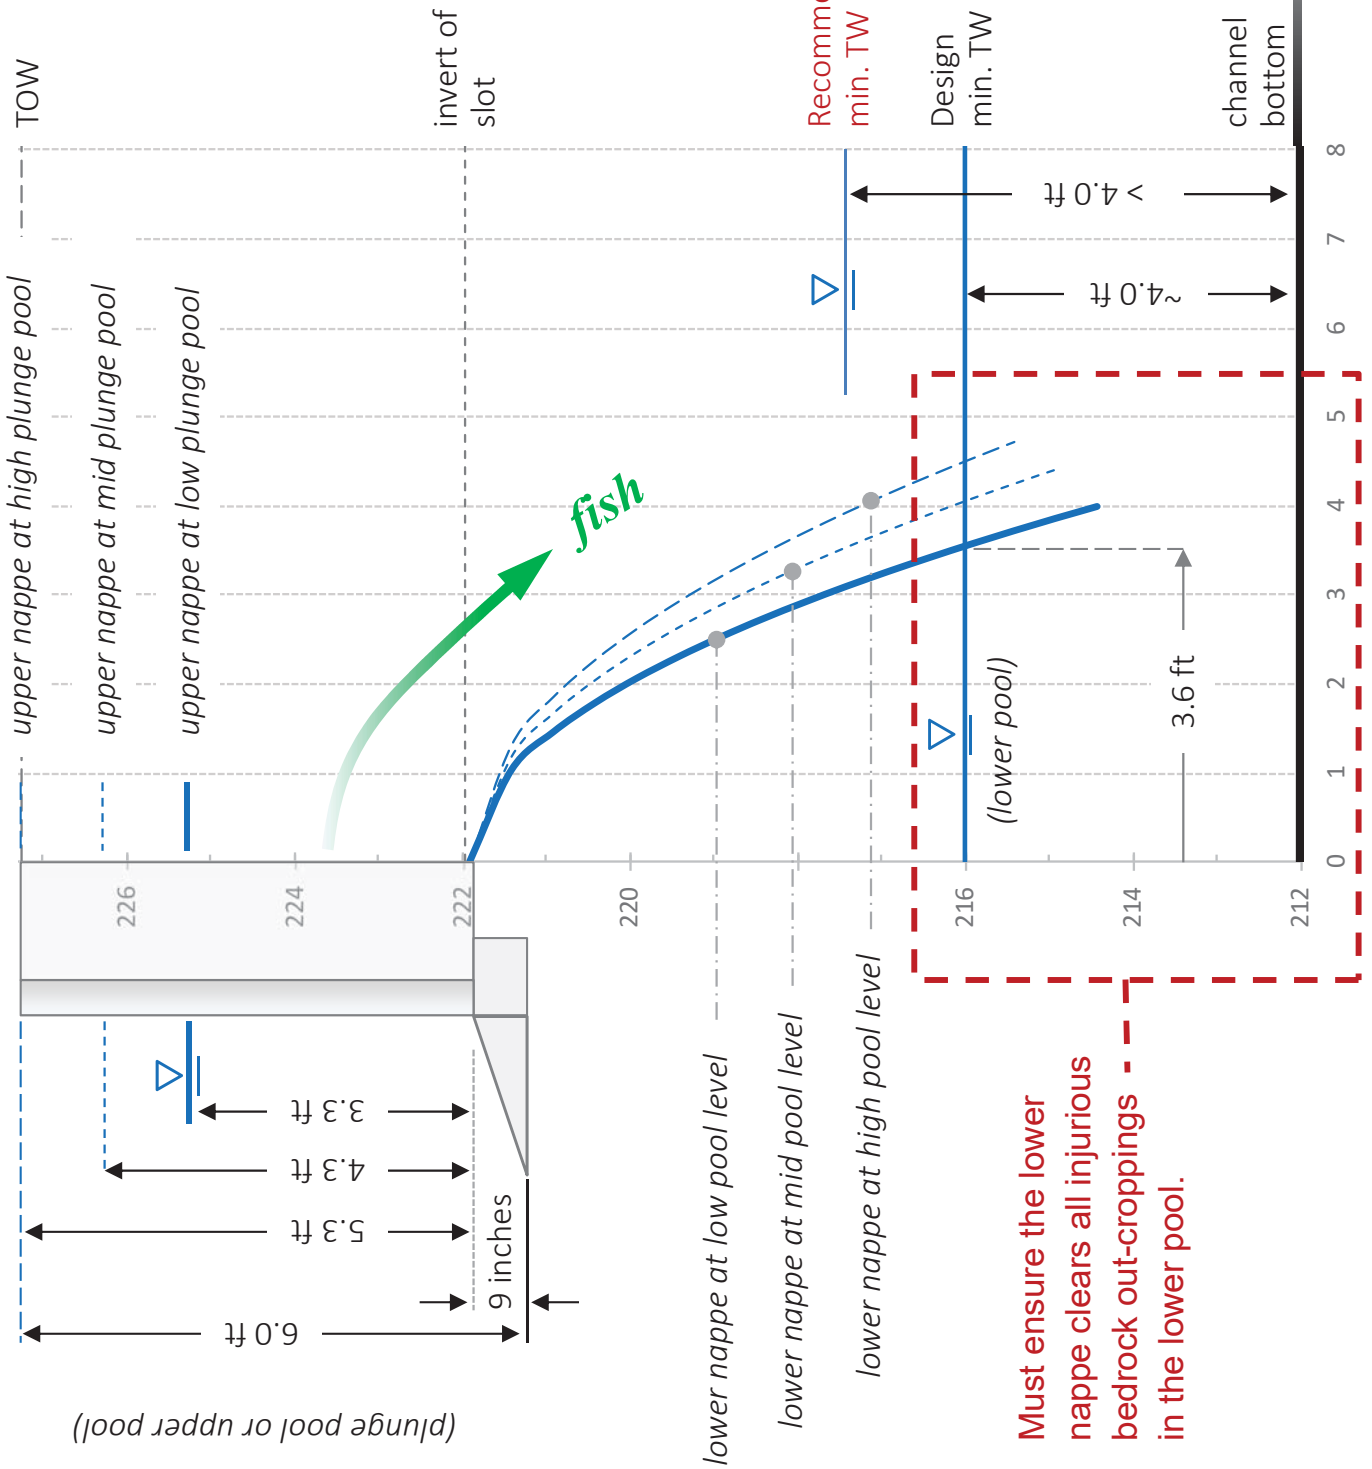 TOW
upper nappe at high plunge pool
upper nappe at mid plunge pool
upper nappe at low plunge pool
invert of
slot
min. TW
Design
min. TW
channel
bottom
fish
> 4.0 ft
~4.0 ft
3.6 ft
(lower pool)
226
224
222
220
216
214
212
0
1
2
3
4
5
6
7
8
3.3 ft
4.3 ft
5.3 ft
6.0 ft
9 inches
(plunge pool or upper pool)
lower nappe at low pool level
lower nappe at mid pool level
lower nappe at high pool level
Must ensure the lower
nappe clears all injurious
bedrock out-croppings
in the lower pool.